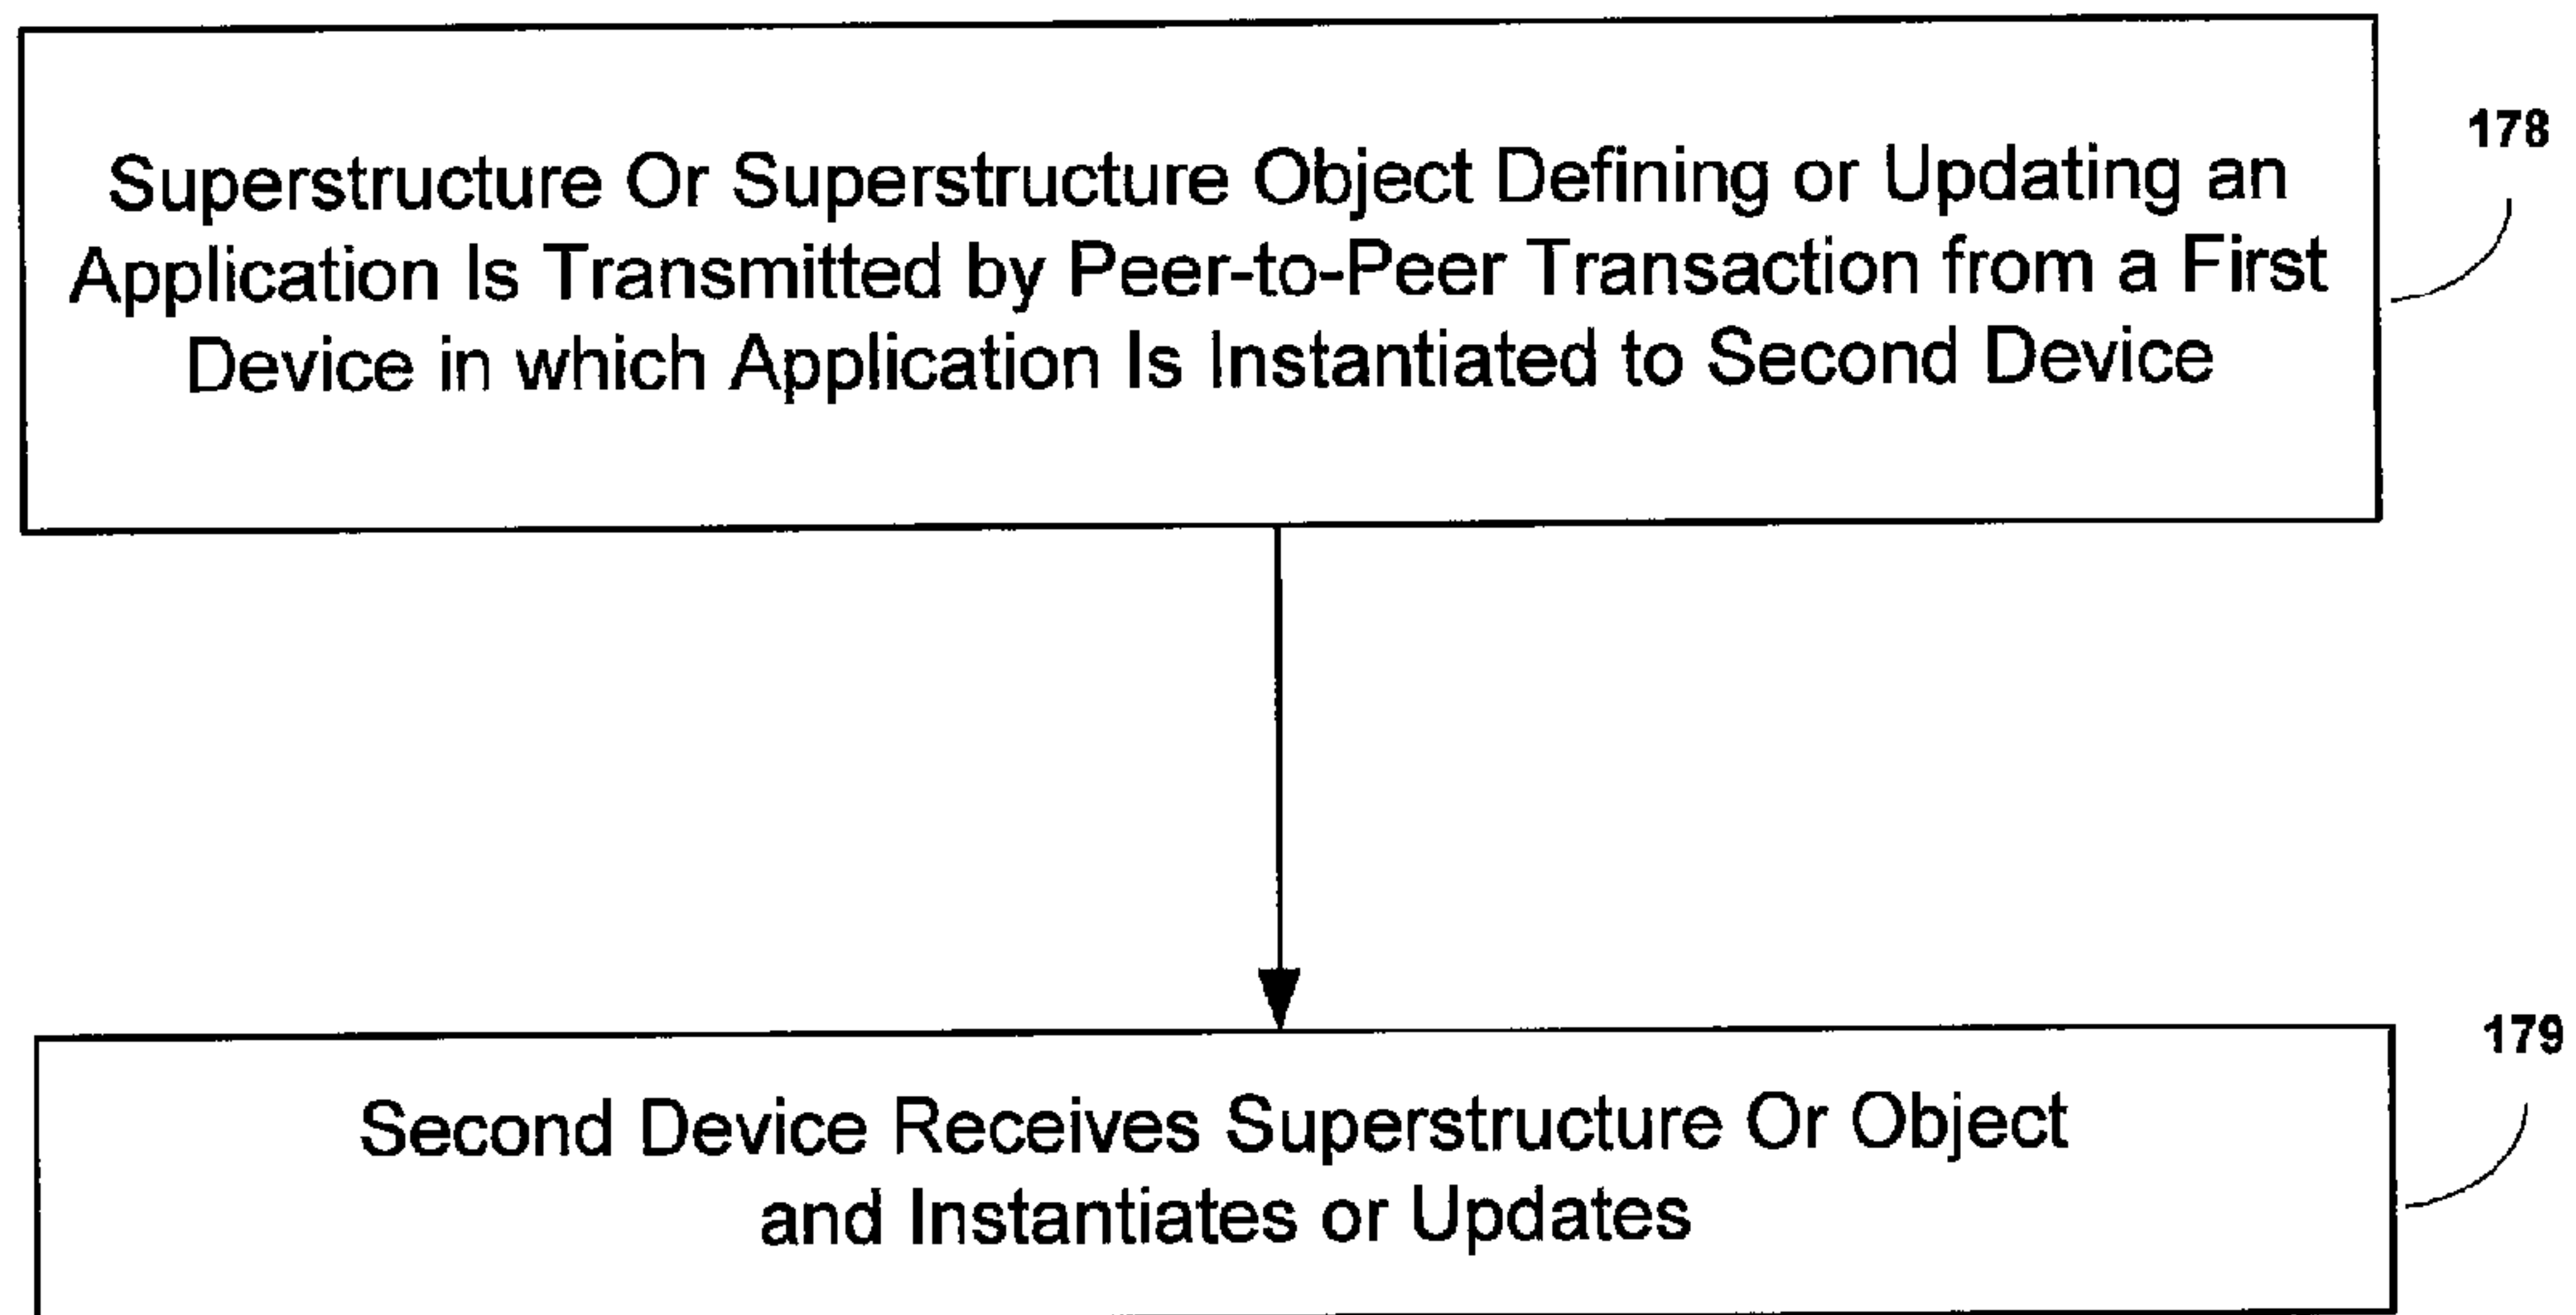 178
Superstructure Or Superstructure Object Defining or Updating an
Application Is Transmitted by Peer-to-Peer Transaction from a First
Device in which Application Is Instantiated to Second Device
179
Second Device Receives Superstructure Or Object
and Instantiates or Updates